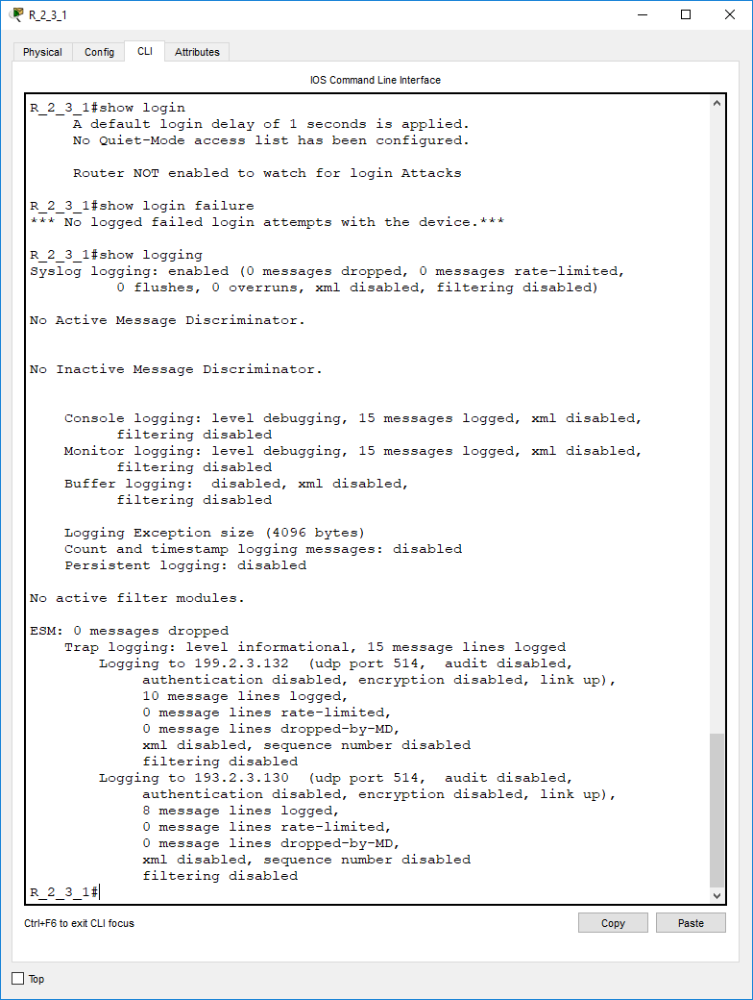 R_2_3_1
Physical Config CLI Attributes
IOS Command Line Interface
R_2_3_1#show login
A default login delay of 1 seconds is applied.
No Quiet-Mode access list has been configured.
Router NOT enabled to watch for login Attacks
R_2_3_1#show login failure
*** No logged failed login attempts with the device.***
R_2_3_1#show logging
Syslog logging: enabled (0 messages dropped, 0 messages rate-limited,
0 flushes, 0 overruns, xml disabled, filtering disabled)
No Active Message Discriminator.
No Inactive Message Discriminator.
Console logging: level debugging, 15 messages logged, xml disabled,
filtering disabled
Monitor logging: level debugging, 15 messages logged, xml disabled,
filtering disabled
Buffer logging:  disabled, xml disabled,
filtering disabled
Logging Exception size (4096 bytes)
Count and timestamp logging messages: disabled
Persistent logging: disabled
No active filter modules.
ESM: 0 messages dropped
Trap logging: level informational, 15 message lines logged
Logging to 199.2.3.132  (udp port 514,  audit disabled,
authentication disabled, encryption disabled, link up),
10 message lines logged,
0 message lines rate-limited,
0 message lines dropped-by-MD,
xml disabled, sequence number disabled
filtering disabled
Logging to 193.2.3.130  (udp port 514,  audit disabled,
authentication disabled, encryption disabled, link up),
8 message lines logged,
0 message lines rate-limited,
0 message lines dropped-by-MD,
xml disabled, sequence number disabled
filtering disabled
R_2_3_1#
Ctrl+F6 to exit CLI focus
Copy Paste
Top